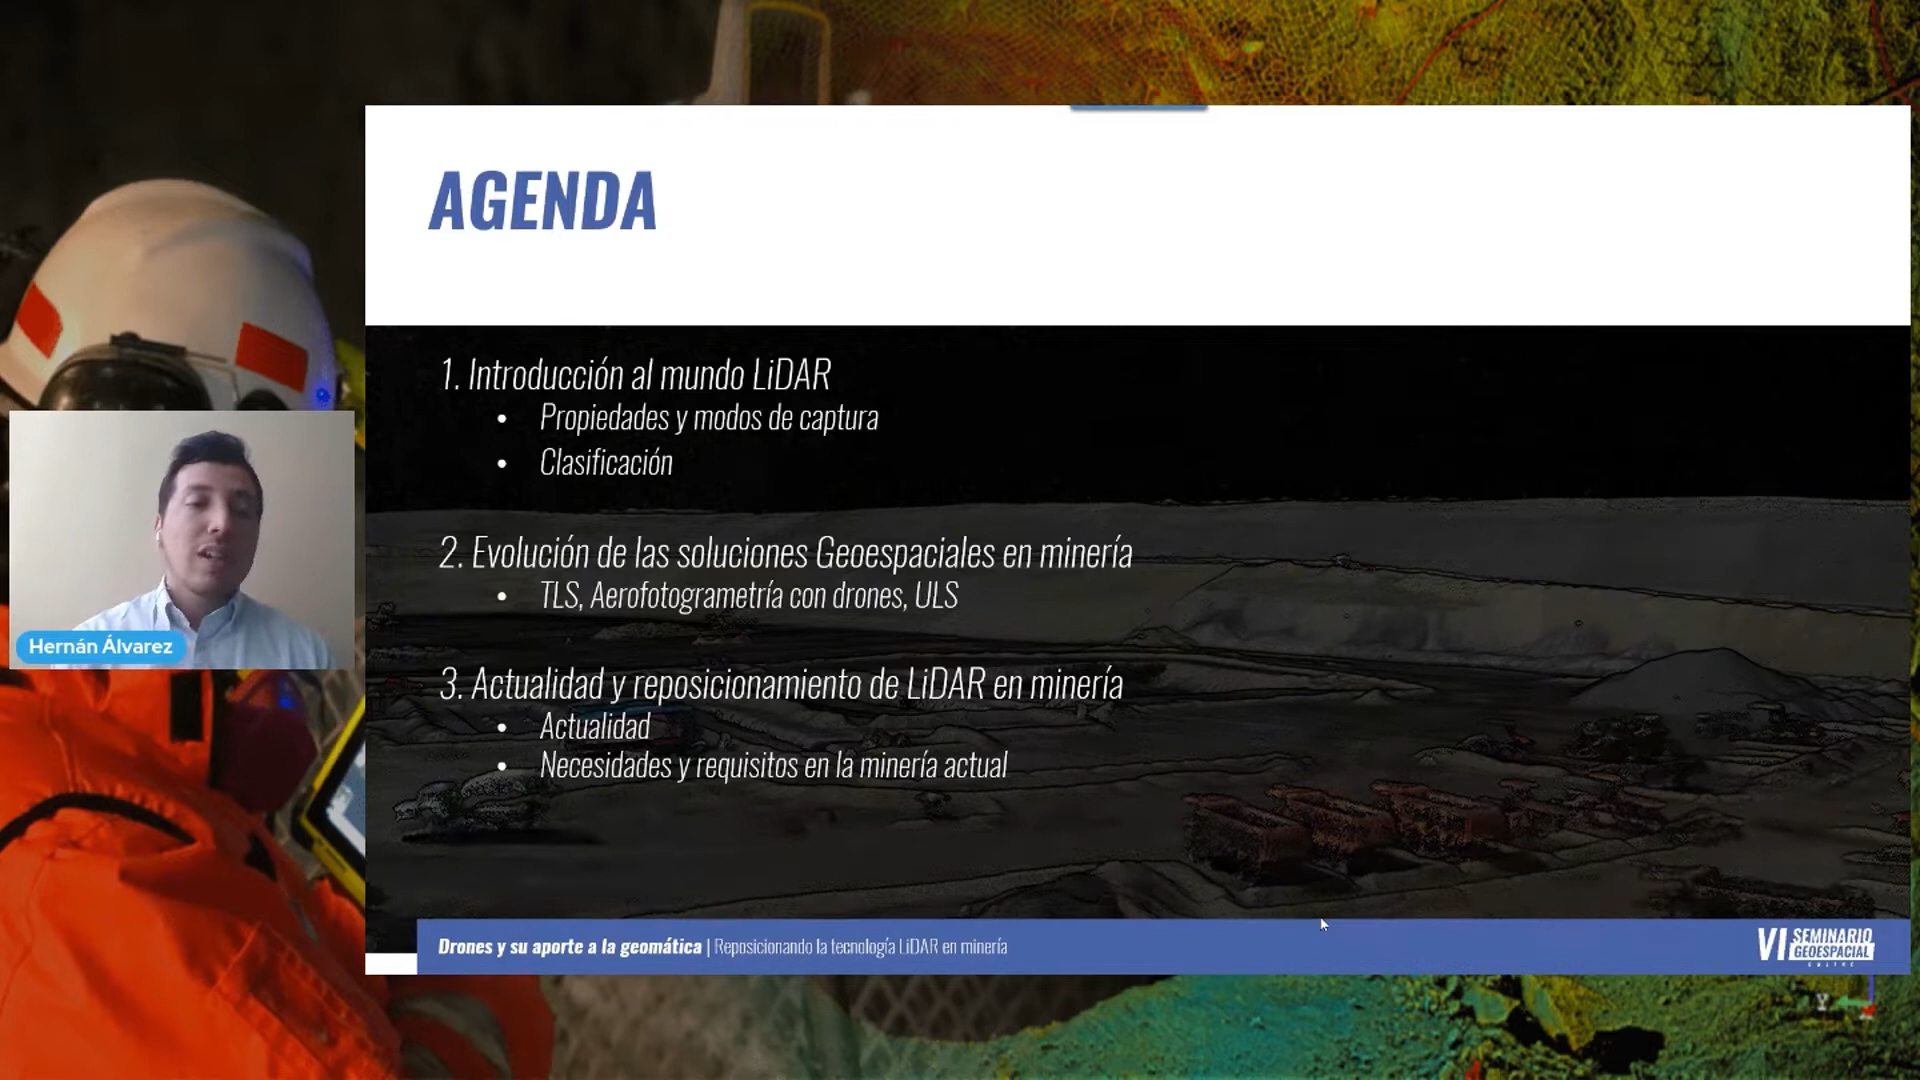 AGENDA
1. Introducción al mundo LiDAR
• Propiedades y modos de captura
• Clasificación
2. Evolución de las soluciones Geoespaciales en minería
• TLS, Aerofotogrametría con drones, ULS
3. Actualidad y reposicionamiento de LiDAR en minería
• Actualidad
• Necesidades y requisitos en la minería actual
Hernán Álvarez
Drones y su aporte a la geomática | Reposicionando la tecnología LiDAR en minería
VI SEMINARIO
GEOESPACIAL
ONLINE
Y